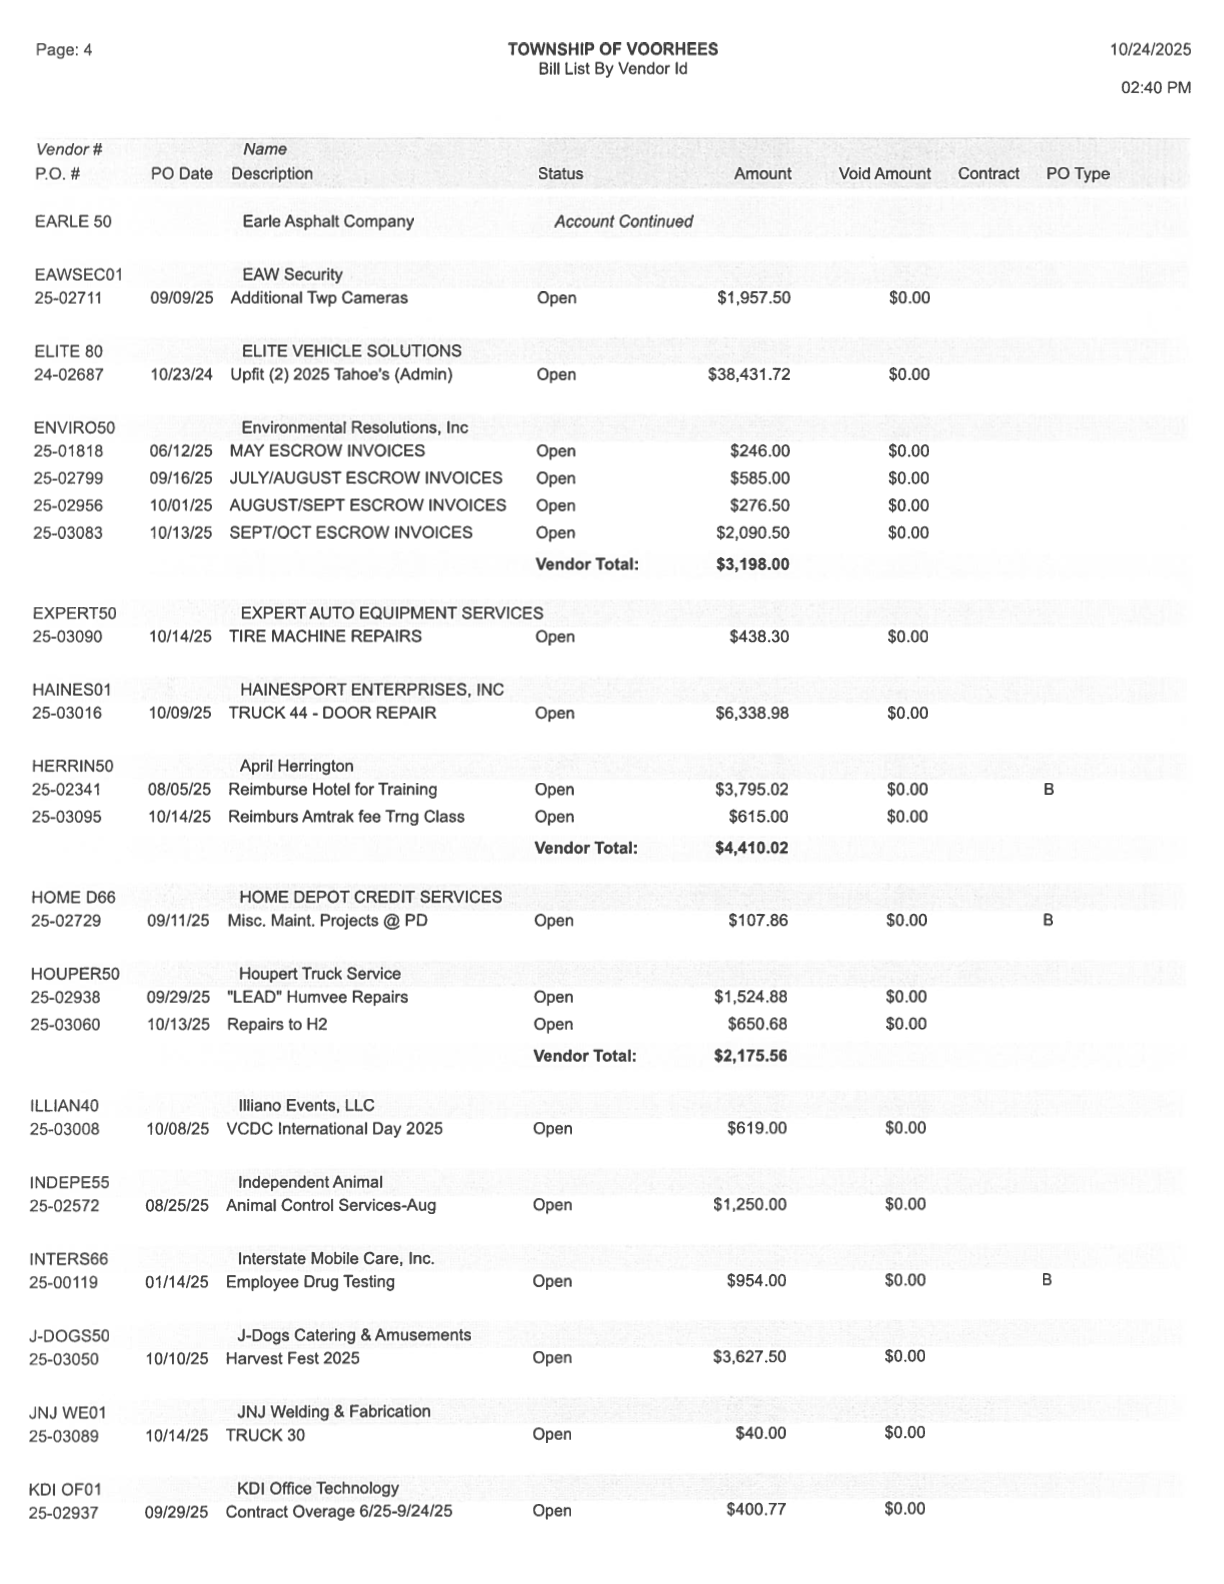 Page: 4 TOWNSHIP OF VOORHEES 10/24/2025
Bill List By Vendor Id
02:40 PM
Vendor # Name
P.O. # PO Date Description Status Amount Void Amount Contract PO Type
EARLE 50 Earle Asphalt Company Account Continued
EAWSEC01 EAW Security
25-02711 09/09/25 Additional Twp Cameras Open $1,957.50 $0.00
ELITE 80 ELITE VEHICLE SOLUTIONS
24-02687 10/23/24 Upfit (2) 2025 Tahoe's (Admin) Open $38,431.72 $0.00
ENVIRO50 Environmental Resolutions, Inc
25-01818 06/12/25 MAY ESCROW INVOICES Open $246.00 $0.00
25-02799 09/16/25 JULY/AUGUST ESCROW INVOICES Open $585.00 $0.00
25-02956 10/01/25 AUGUST/SEPT ESCROW INVOICES Open $276.50 $0.00
25-03083 10/13/25 SEPT/OCT ESCROW INVOICES Open $2,090.50 $0.00
Vendor Total: $3,198.00
EXPERT50 EXPERT AUTO EQUIPMENT SERVICES
25-03090 10/14/25 TIRE MACHINE REPAIRS Open $438.30 $0.00
HAINES01 HAINESPORT ENTERPRISES, INC
25-03016 10/09/25 TRUCK 44 - DOOR REPAIR Open $6,338.98 $0.00
HERRIN50 April Herrington
25-02341 08/05/25 Reimburse Hotel for Training Open $3,795.02 $0.00 B
25-03095 10/14/25 Reimburs Amtrak fee Trng Class Open $615.00 $0.00
Vendor Total: $4,410.02
HOME D66 HOME DEPOT CREDIT SERVICES
25-02729 09/11/25 Misc. Maint. Projects @ PD Open $107.86 $0.00 B
HOUPER50 Houpert Truck Service
25-02938 09/29/25 "LEAD" Humvee Repairs Open $1,524.88 $0.00
25-03060 10/13/25 Repairs to H2 Open $650.68 $0.00
Vendor Total: $2,175.56
ILLIAN40 Illiano Events, LLC
25-03008 10/08/25 VCDC International Day 2025 Open $619.00 $0.00
INDEPE55 Independent Animal
25-02572 08/25/25 Animal Control Services-Aug Open $1,250.00 $0.00
INTERS66 Interstate Mobile Care, Inc.
25-00119 01/14/25 Employee Drug Testing Open $954.00 $0.00 B
J-DOGS50 J-Dogs Catering & Amusements
25-03050 10/10/25 Harvest Fest 2025 Open $3,627.50 $0.00
JNJ WE01 JNJ Welding & Fabrication
25-03089 10/14/25 TRUCK 30 Open $40.00 $0.00
KDI OF01 KDI Office Technology
25-02937 09/29/25 Contract Overage 6/25-9/24/25 Open $400.77 $0.00